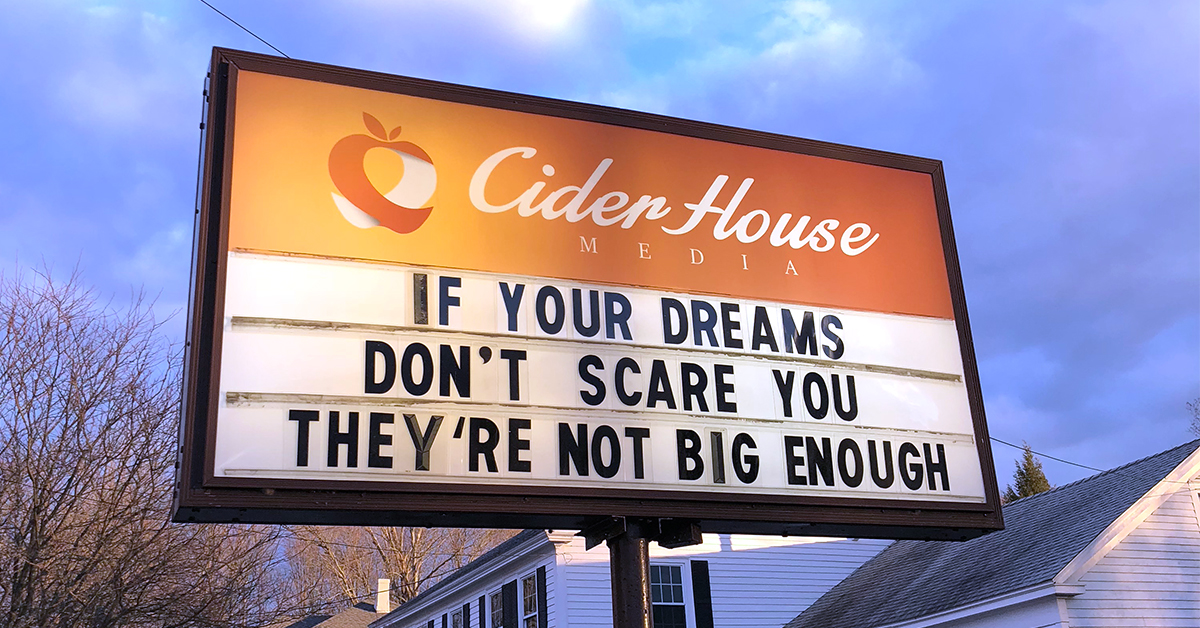 Cider House
MEDIA
IF YOUR DREAMS
DON'T SCARE YOU
THEY'RE NOT BIG ENOUGH